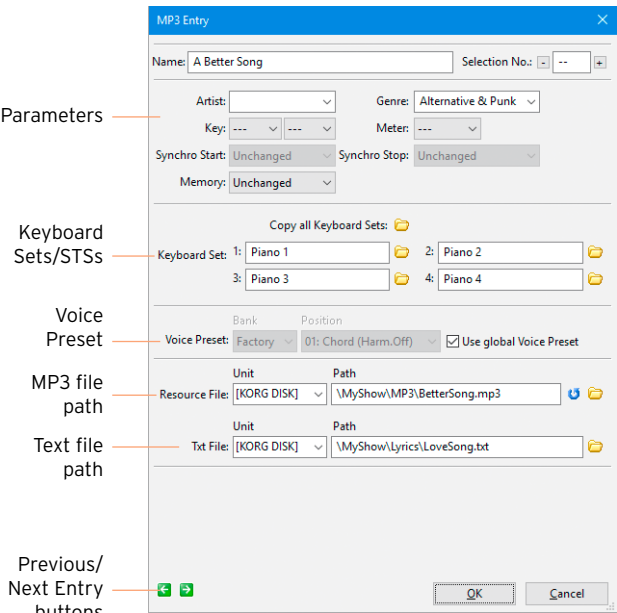 MP3 Entry
Name: A Better Song Selection No.: - -- +
Parameters
Artist: Genre: Alternative & Punk
Key: --- --- Meter: ---
Synchro Start: Unchanged Synchro Stop: Unchanged
Memory: Unchanged
Keyboard
Sets/STSs
Copy all Keyboard Sets:
Keyboard Set: 1: Piano 1 2: Piano 2
3: Piano 3 4: Piano 4
Voice
Preset
Bank Position
Voice Preset: Factory 01: Chord (Harm.Off) Use global Voice Preset
MP3 file
path
Unit Path
Resource File: [KORG DISK] \MyShow\MP3\BetterSong.mp3
Text file
path
Unit Path
Txt File: [KORG DISK] \MyShow\Lyrics\LoveSong.txt
Previous/
Next Entry
buttons
OK Cancel